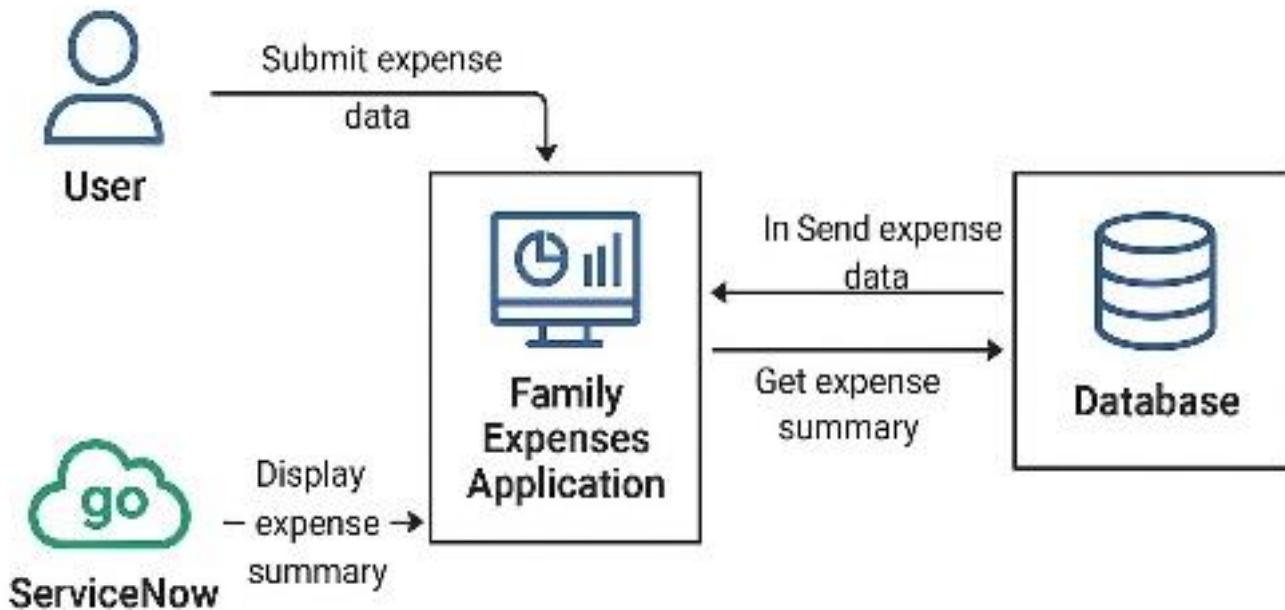 Submit expense
data
User
In Send expense
data
Get expense
summary
Family
Expenses
Application
Database
go
Display
expense
summary
ServiceNow